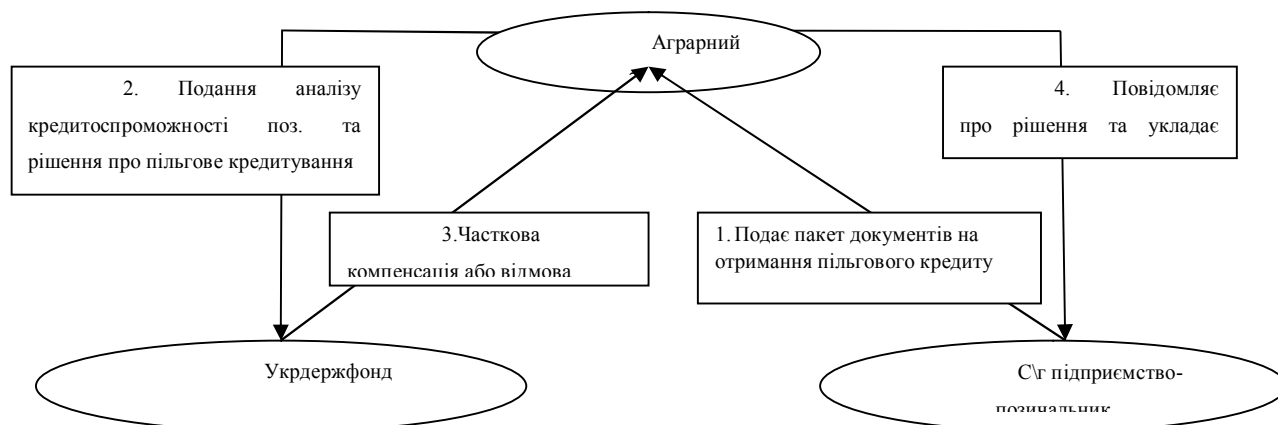 Аграрний
2. Подання аналізу
кредитоспроможності поз. та
рішення про пільгове кредитування
4. Повідомляє
про рішення та укладає
3.Часткова
компенсація або відмова
1. Подає пакет документів на
отримання пільгового кредиту
Укрдержфонд
С\г підприємство-
позичальник